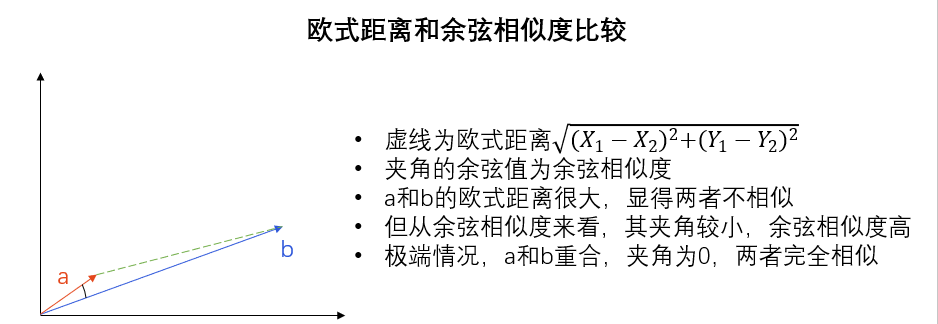 欧式距离和余弦相似度比较
• 虚线为欧式距离√((X₁ − X₂)²+(Y₁ − Y₂)²)
• 夹角的余弦值为余弦相似度
• a和b的欧式距离很大，显得两者不相似
• 但从余弦相似度来看，其夹角较小，余弦相似度高
• 极端情况，a和b重合，夹角为0，两者完全相似
a
b